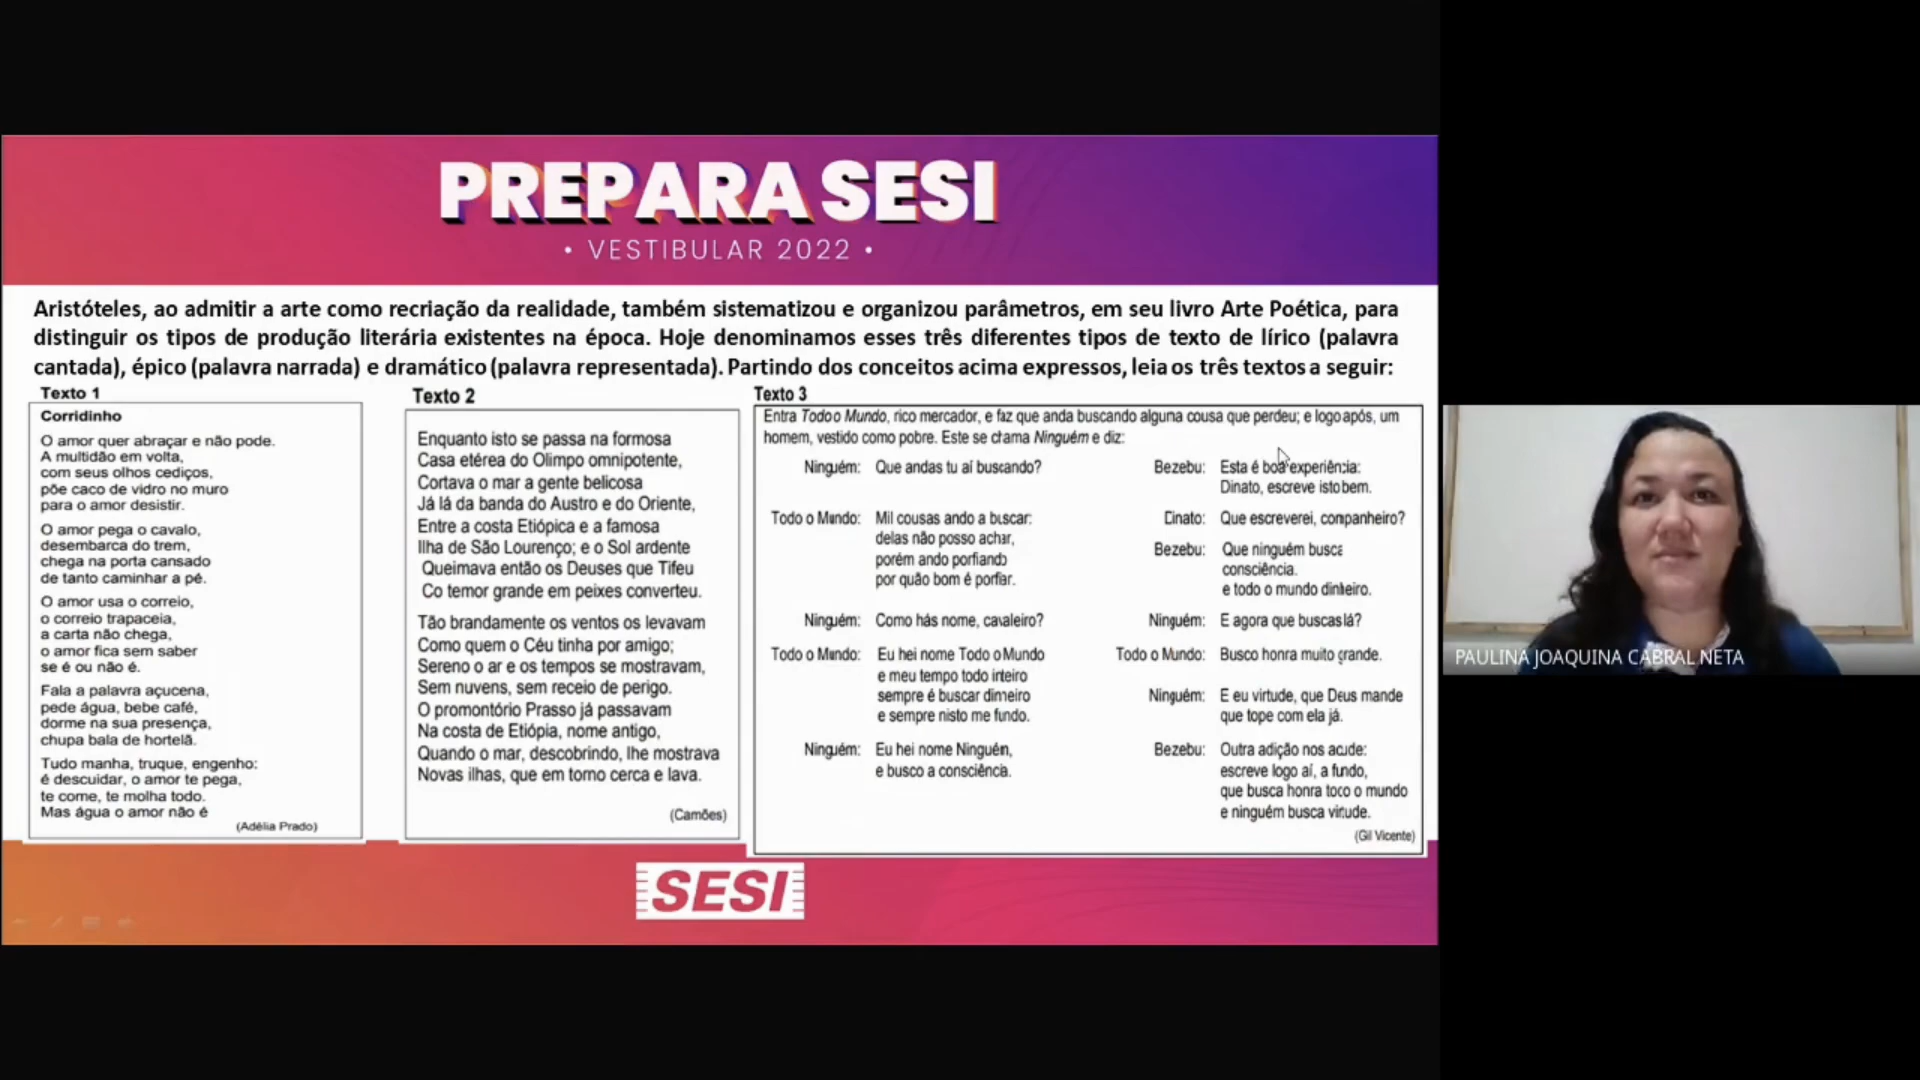 PREPARA SESI
• VESTIBULAR 2022 •
Aristóteles, ao admitir a arte como recriação da realidade, também sistematizou e organizou parâmetros, em seu livro Arte Poética, para
distinguir os tipos de produção literária existentes na época. Hoje denominamos esses três diferentes tipos de texto de lírico (palavra
cantada), épico (palavra narrada) e dramático (palavra representada). Partindo dos conceitos acima expressos, leia os três textos a seguir:
Texto 1
Corridinho
O amor quer abraçar e não pode.
A multidão em volta,
com seus olhos cediços,
põe caco de vidro no muro
para o amor desistir.
O amor pega o cavalo,
desembarca do trem,
chega na porta cansado
de tanto caminhar a pé.
O amor usa o correio,
o correio trapaceia,
a carta não chega,
o amor fica sem saber
se é ou não é.
Fala a palavra açucena,
pede água, bebe café,
dorme na sua presença,
chupa bala de hortelã.
Tudo manha, truque, engenho:
é descuidar, o amor te pega,
te come, te molha todo.
Mas água o amor não é
(Adélia Prado)
Texto 2
Enquanto isto se passa na formosa
Casa etérea do Olimpo omnipotente,
Cortava o mar a gente belicosa
Já lá da banda do Austro e do Oriente,
Entre a costa Etiópica e a famosa
Ilha de São Lourenço; e o Sol ardente
Queimava então os Deuses que Tifeu
Co temor grande em peixes converteu.
Tão brandamente os ventos os levavam
Como quem o Céu tinha por amigo;
Sereno o ar e os tempos se mostravam,
Sem nuvens, sem receio de perigo.
O promontório Prasso já passavam
Na costa de Etiópia, nome antigo,
Quando o mar, descobrindo, lhe mostrava
Novas ilhas, que em torno cerca e lava.
(Camões)
Texto 3
Entra Todo o Mundo, rico mercador, e faz que anda buscando alguma cousa que perdeu; e logo após, um
homem, vestido como pobre. Este se chama Ninguém e diz:
Ninguém: Que andas tu aí buscando?
Todo o Mundo: Mil cousas ando a buscar:
delas não posso achar,
porém ando porfiando
por quão bom é porfiar.
Ninguém: Como hás nome, cavaleiro?
Todo o Mundo: Eu hei nome Todo o Mundo
e meu tempo todo inteiro
sempre é buscar dinheiro
e sempre nisto me fundo.
Ninguém: Eu hei nome Ninguém,
e busco a consciência.
Bezebu: Esta é boa experiência:
Dinato, escreve isto bem.
Dinato: Que escreverei, companheiro?
Bezebu: Que ninguém busca
consciência.
e todo o mundo dinheiro.
Ninguém: E agora que buscas lá?
Todo o Mundo: Busco honra muito grande.
Ninguém: E eu virtude, que Deus mande
que tope com ela já.
Bezebu: Outra adição nos acude:
escreve logo aí, a fundo,
que busca honra todo o mundo
e ninguém busca virtude.
(Gil Vicente)
SESI
PAULINA JOAQUINA CABRAL NETA